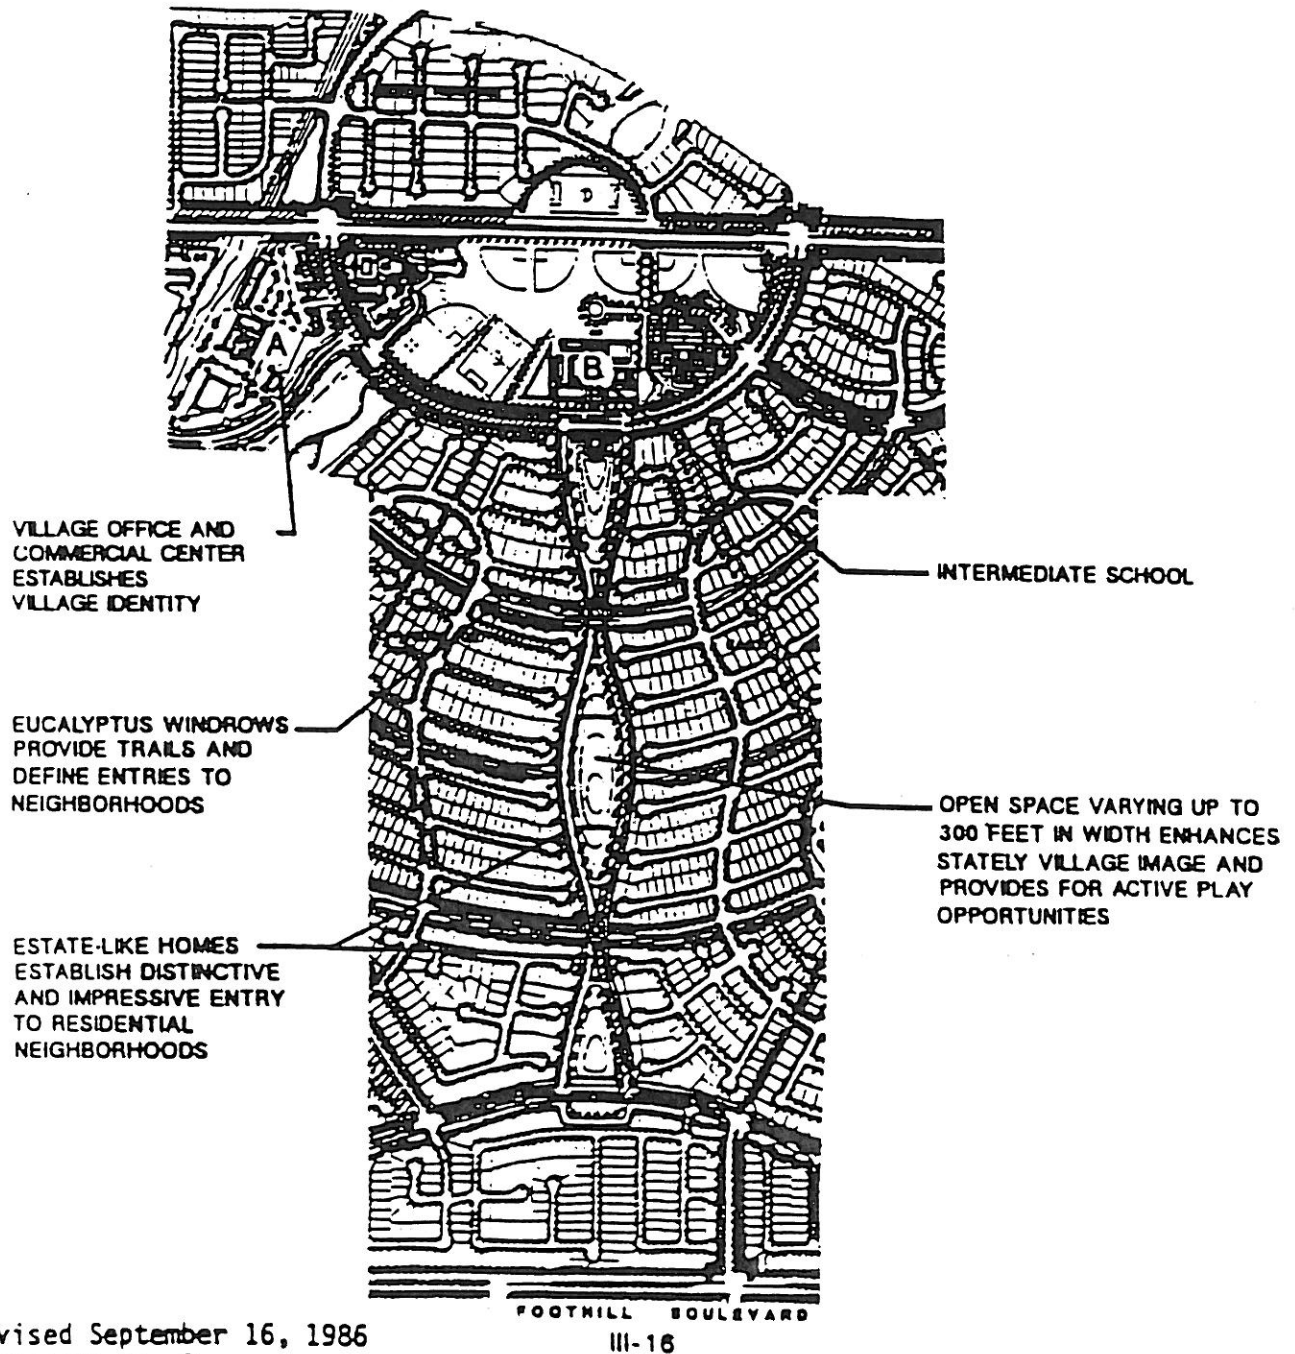 D
A
B
VILLAGE OFFICE AND
COMMERCIAL CENTER
ESTABLISHES
VILLAGE IDENTITY
INTERMEDIATE SCHOOL
EUCALYPTUS WINDROWS
PROVIDE TRAILS AND
DEFINE ENTRIES TO
NEIGHBORHOODS
OPEN SPACE VARYING UP TO
300 FEET IN WIDTH ENHANCES
STATELY VILLAGE IMAGE AND
PROVIDES FOR ACTIVE PLAY
OPPORTUNITIES
ESTATE-LIKE HOMES
ESTABLISH DISTINCTIVE
AND IMPRESSIVE ENTRY
TO RESIDENTIAL
NEIGHBORHOODS
FOOTHILL BOULEVARD
vised September 16, 1986
III-16